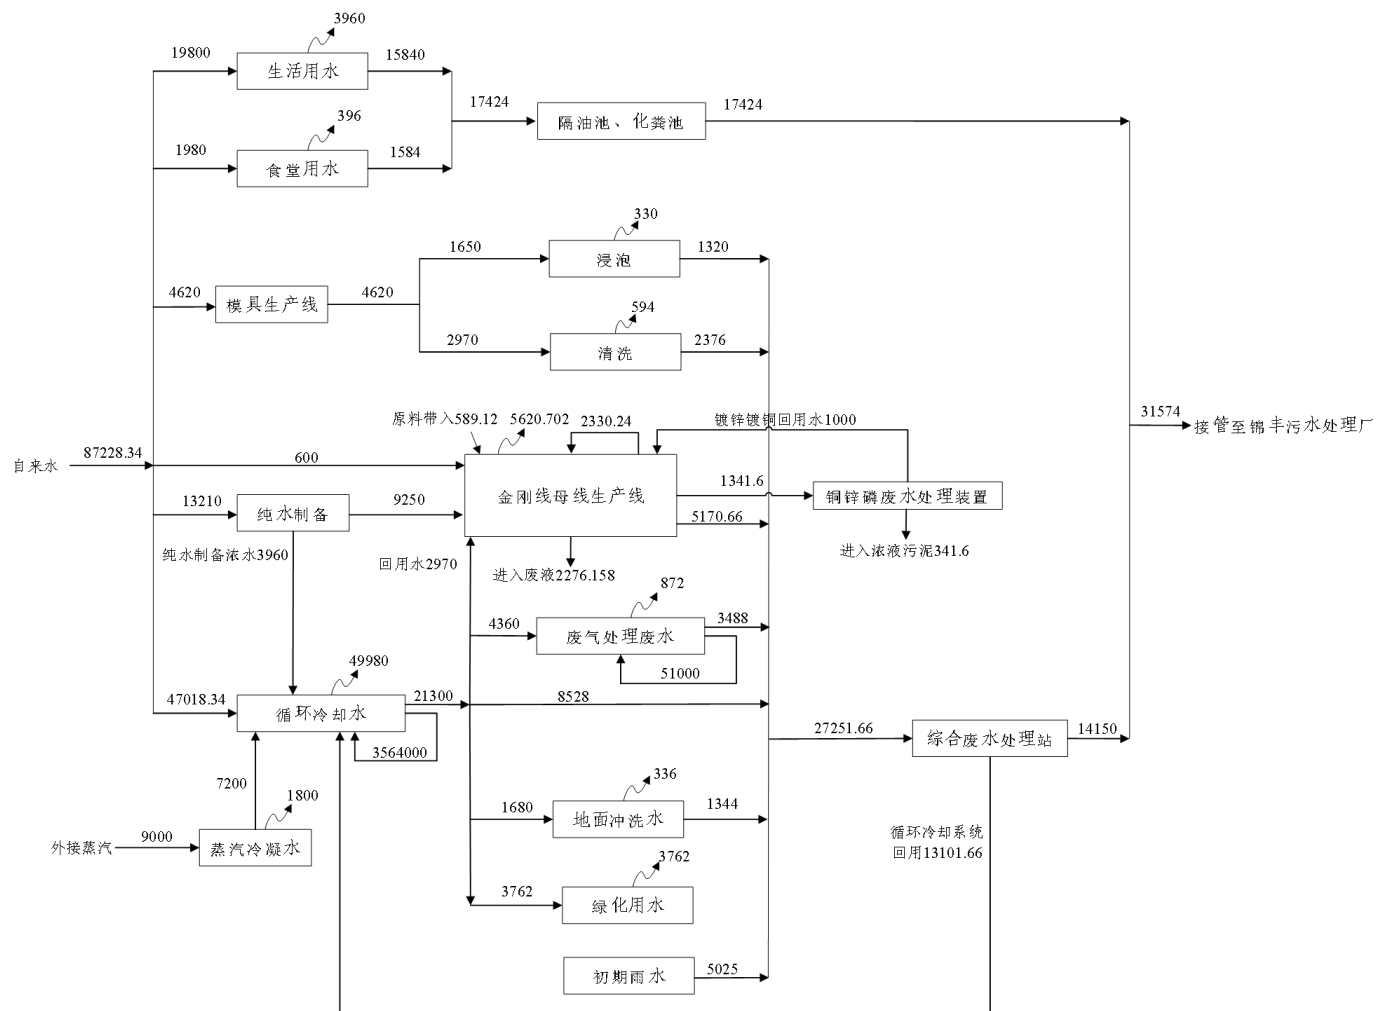 3960
19800
生活用水
15840
17424
隔油池、化粪池
17424
396
1980
食堂用水
1584
330
1650
浸泡
1320
4620
模具生产线
4620
594
2970
清洗
2376
原料带入589.12
5620.702
2330.24
镀锌镀铜回用水1000
31574
接管至锦丰污水处理厂
自来水
87228.34
600
金刚线母线生产线
1341.6
铜锌磷废水处理装置
13210
纯水制备
9250
5170.66
纯水制备浓水3960
回用水2970
进入废液2276.158
进入浓液污泥341.6
872
4360
废气处理废水
3488
51000
49980
47018.34
循环冷却水
21300
8528
3564000
27251.66
综合废水处理站
14150
7200
1800
336
1680
地面冲洗水
1344
外接蒸汽
9000
蒸汽冷凝水
循环冷却系统
回用13101.66
3762
3762
绿化用水
初期雨水
5025